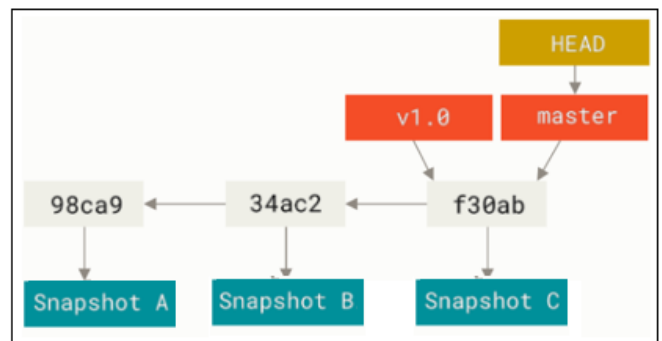 HEAD
v1.0
master
98ca9
34ac2
f30ab
Snapshot A
Snapshot B
Snapshot C